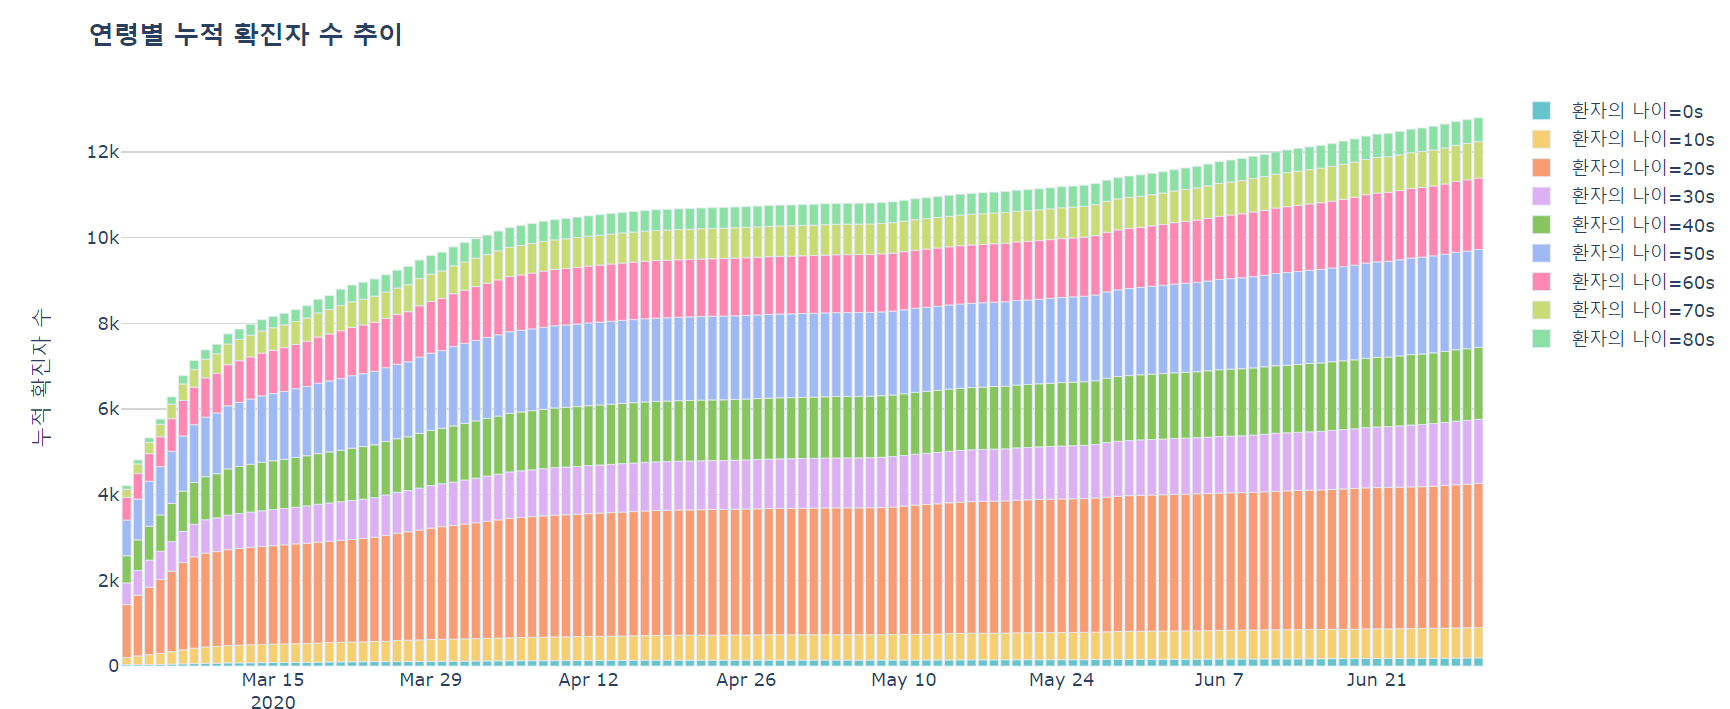 연령별 누적 확진자 수 추이
누적 확진자 수
12k
10k
8k
6k
4k
2k
0
Mar 15
2020
Mar 29
Apr 12
Apr 26
May 10
May 24
Jun 7
Jun 21
환자의 나이=0s
환자의 나이=10s
환자의 나이=20s
환자의 나이=30s
환자의 나이=40s
환자의 나이=50s
환자의 나이=60s
환자의 나이=70s
환자의 나이=80s